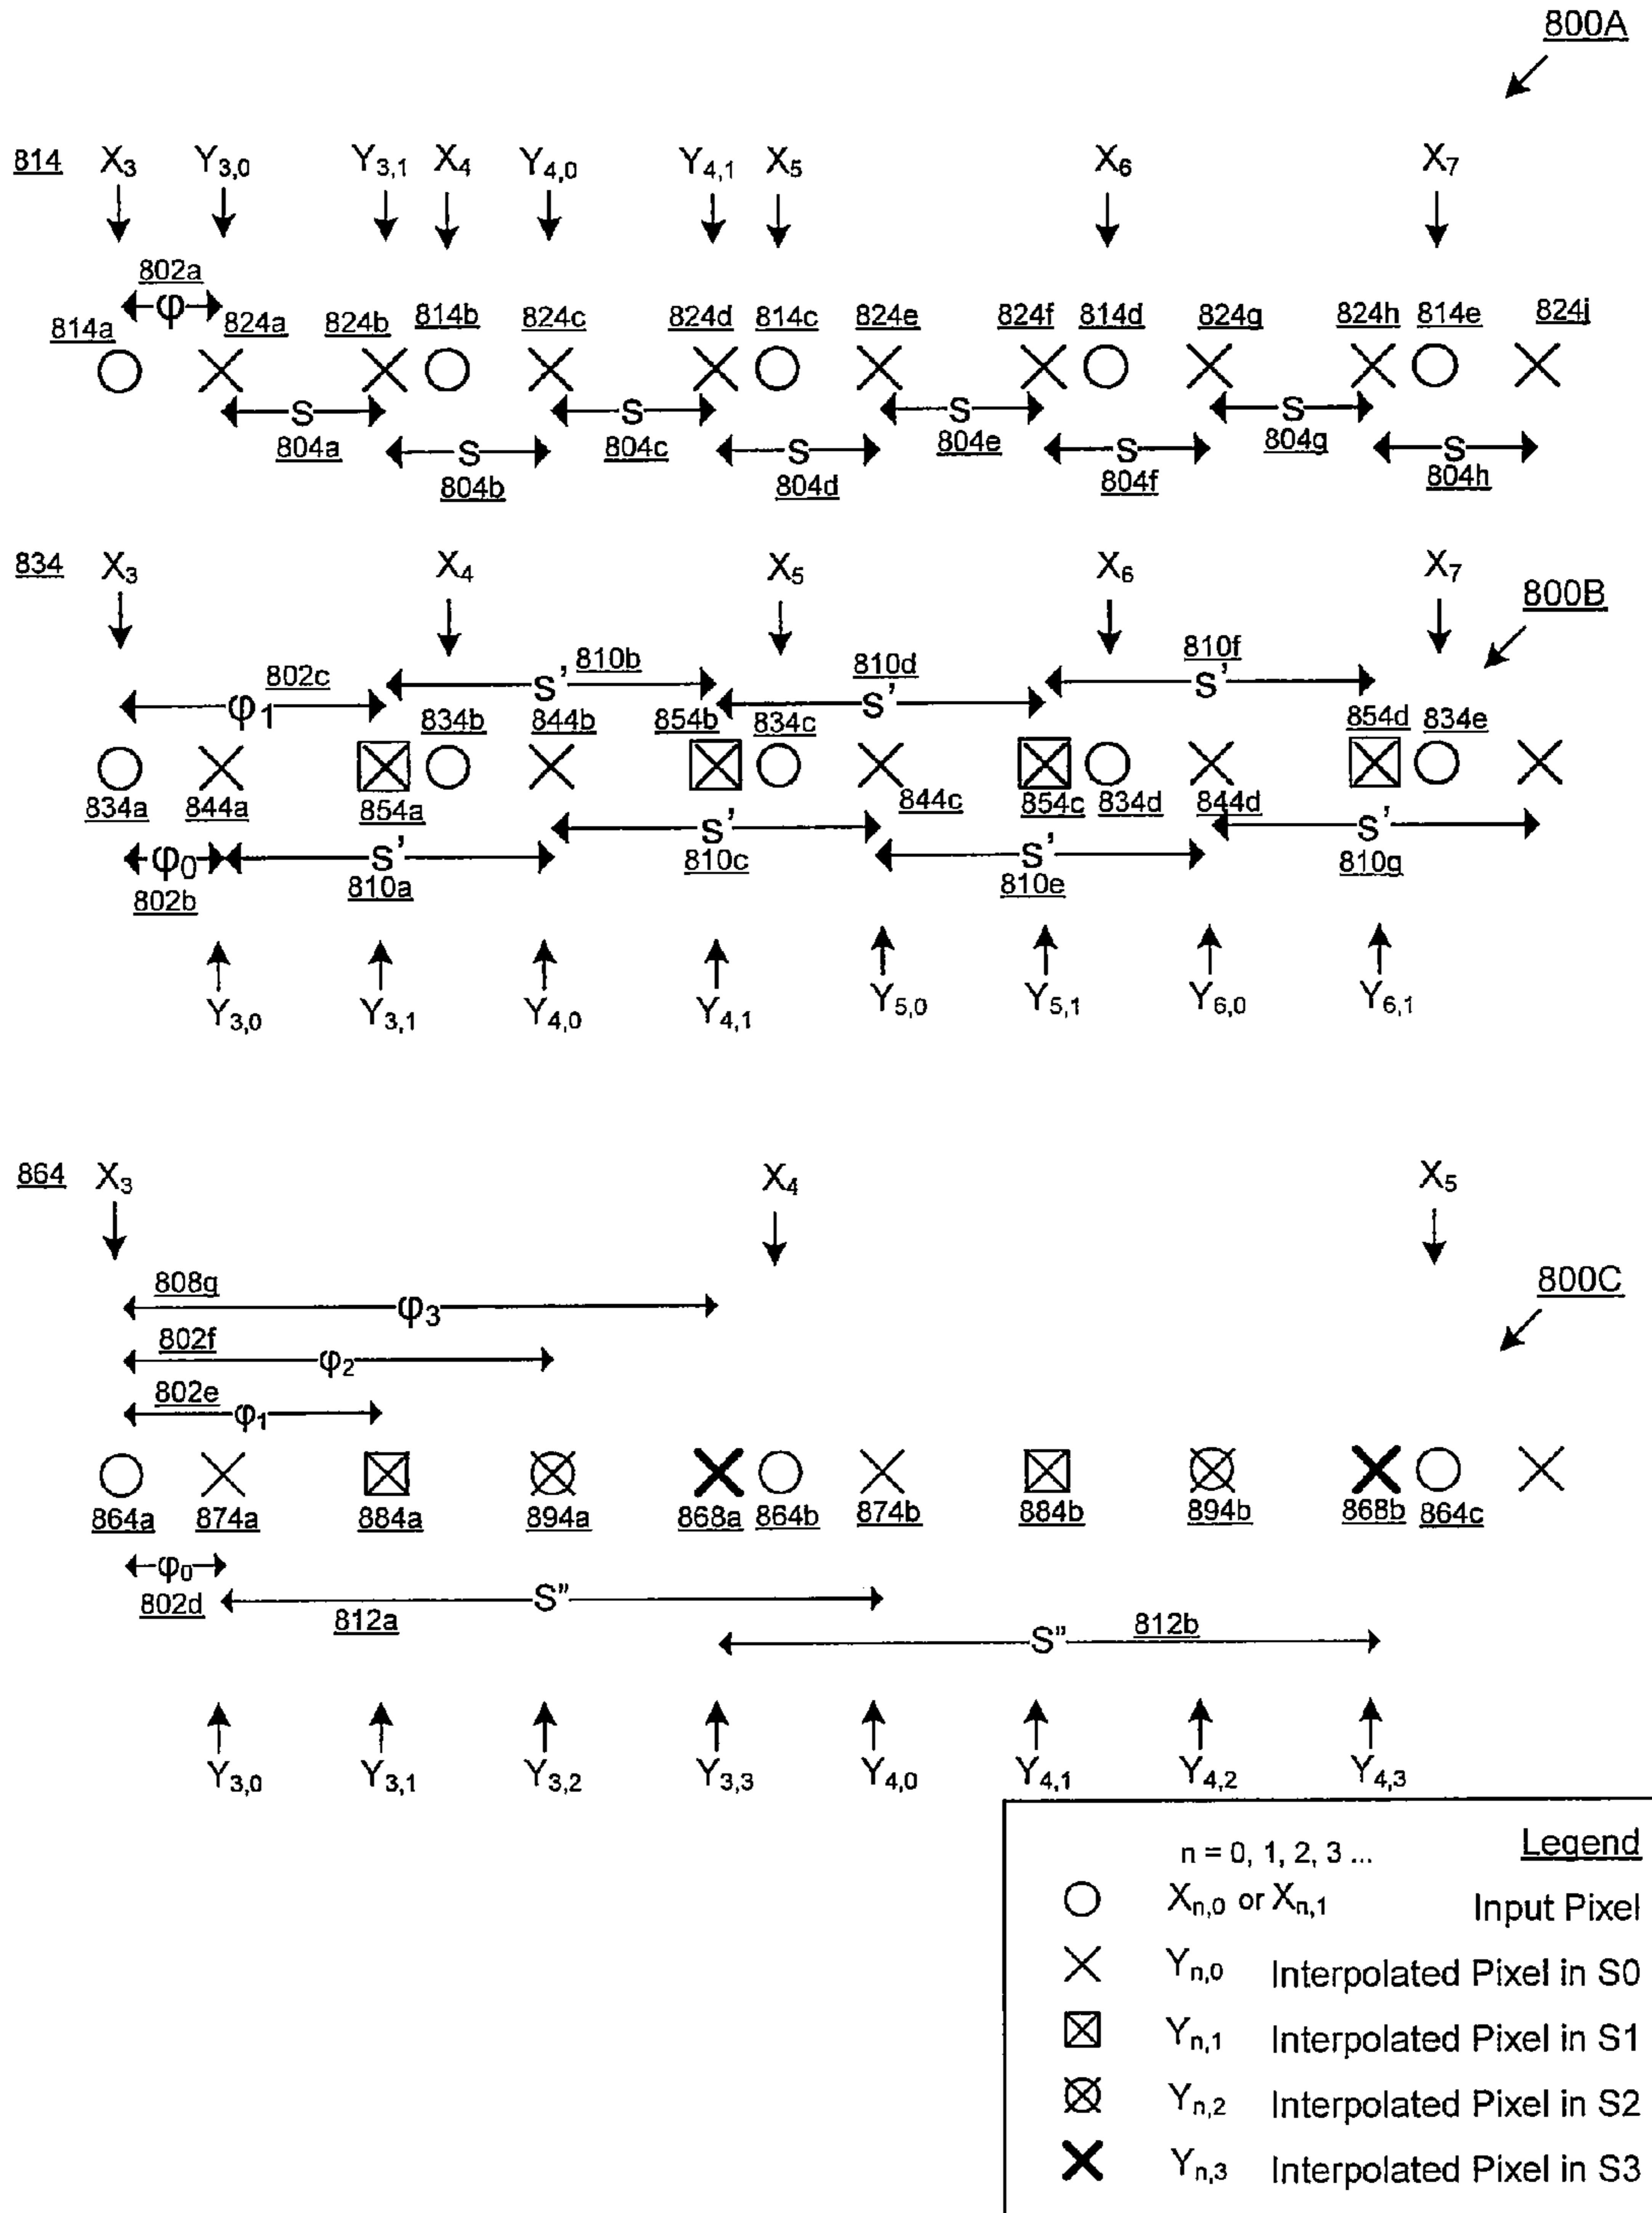 800A
814 X3 Y3,0 Y3,1 X4 Y4,0 Y4,1 X5 X6 X7
802a
φ
814a 824a 824b 814b 824c 824d 814c 824e 824f 814d 824g 824h 814e 824i
S S S S
804a 804c 804e 804g
S S S S
804b 804d 804f 804h
834 X3 X4 X5 X6 X7
800B
802c 810b 810d 810f
φ1 S’ S’ S’
834b 844b 854b 834c 854d 834e
834a 844a 854a 844c 854c 834d 844d
φ0 S’ S’ S’ S’
802b 810a 810c 810e 810g
Y3,0 Y3,1 Y4,0 Y4,1 Y5,0 Y5,1 Y6,0 Y6,1
864 X3 X4 X5
800C
808g
φ3
802f
φ2
802e
φ1
864a 874a 884a 894a 868a 864b 874b 884b 894b 868b 864c
φ0
802d 812a S” 812b
S”
Y3,0 Y3,1 Y3,2 Y3,3 Y4,0 Y4,1 Y4,2 Y4,3
Legend
n = 0, 1, 2, 3 ...
Xn,0 or Xn,1 Input Pixel
Yn,0 Interpolated Pixel in S0
Yn,1 Interpolated Pixel in S1
Yn,2 Interpolated Pixel in S2
Yn,3 Interpolated Pixel in S3